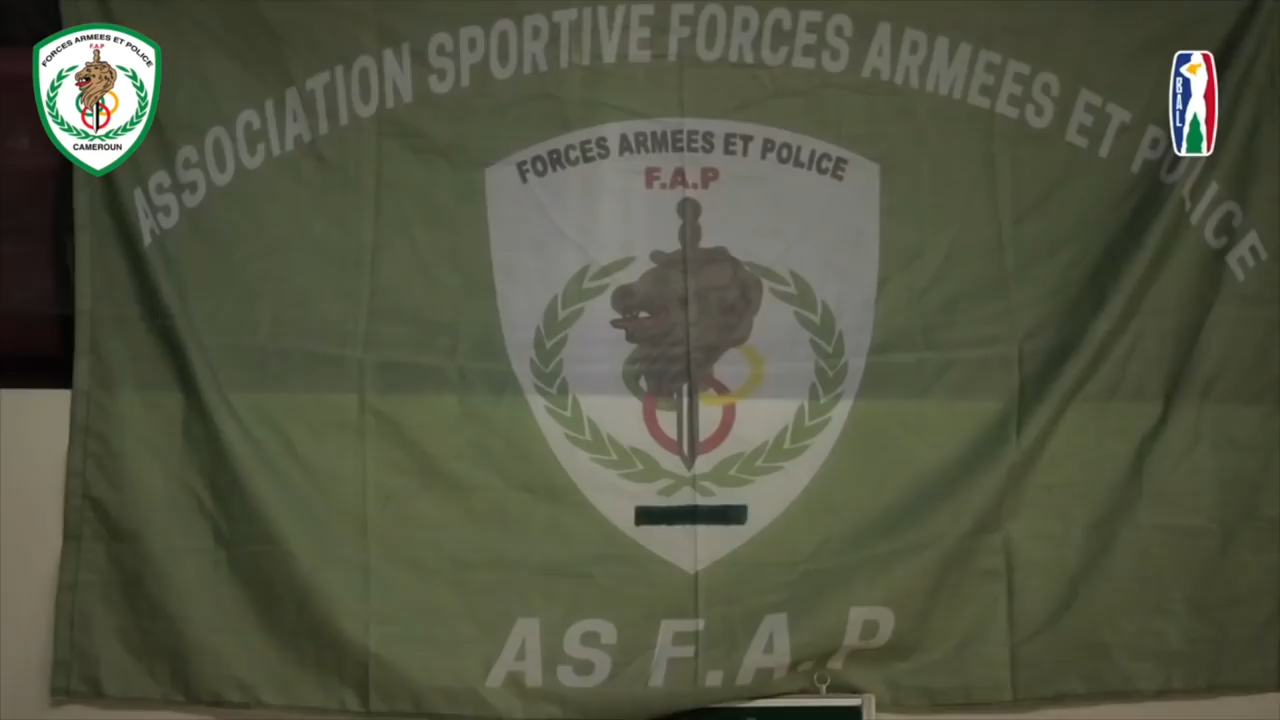 FORCES ARMEES ET POLICE
F.A.P
CAMEROUN
BAL
ASSOCIATION SPORTIVE FORCES ARMEES ET POLICE
FORCES ARMEES ET POLICE
F.A.P
AS F.A.P